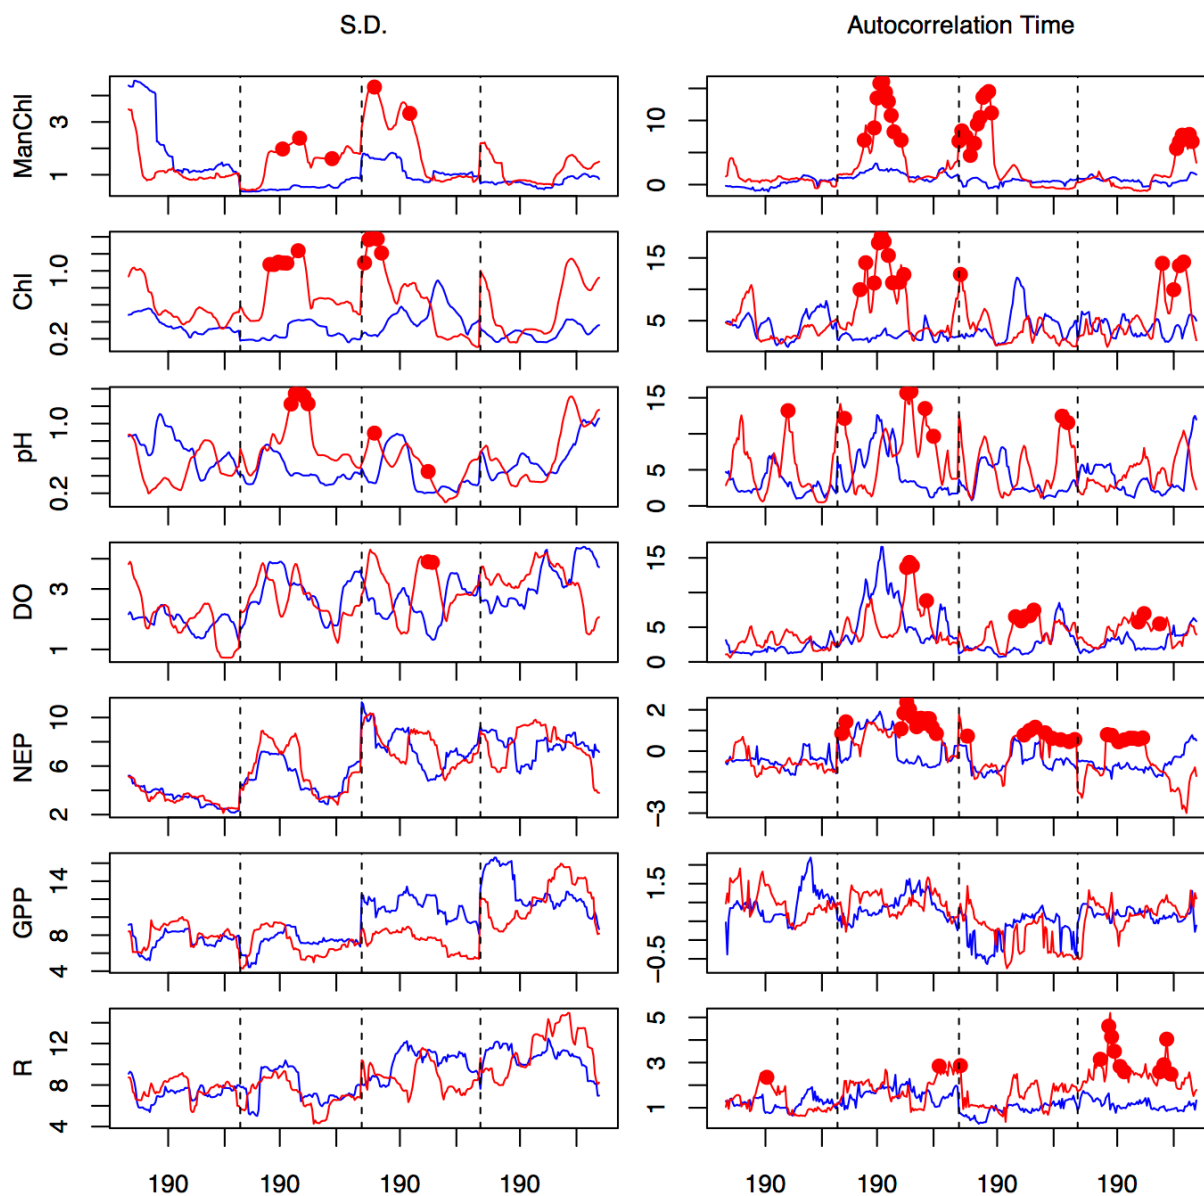 S.D. Autocorrelation Time
ManChl 1 3 0 10
Chl 0.2 1.0 5 15
pH 0.2 1.0 0 5 15
DO 1 3 0 5 15
NEP 2 6 10 -3 0 2
GPP 4 8 14 -0.5 1.5
R 4 8 12 1 3 5
190 190 190 190 190 190 190 190